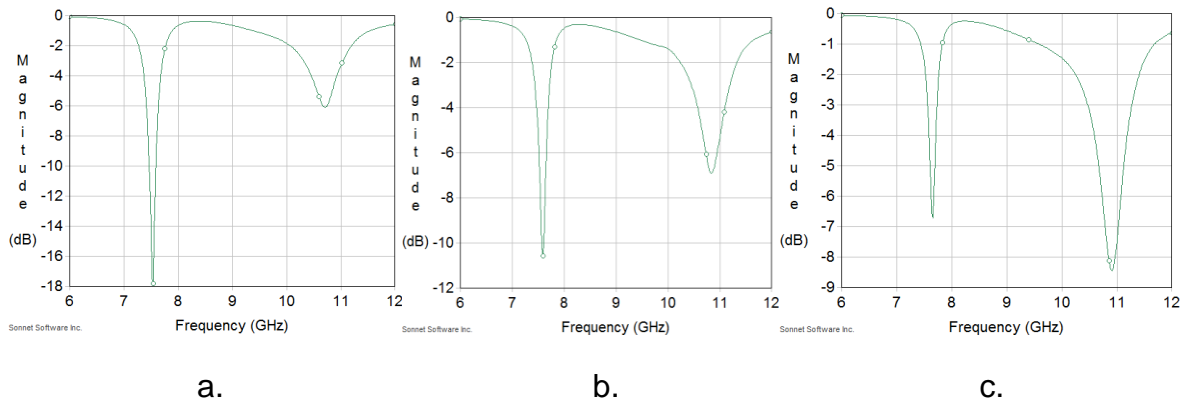 0
-2
-4
-6
-8
-10
-12
-14
-16
-18
Magnitude
(dB)
6 7 8 9 10 11 12
Sonnet Software Inc.
Frequency (GHz)
a.
0
-2
-4
-6
-8
-10
-12
Magnitude
(dB)
6 7 8 9 10 11 12
Sonnet Software Inc.
Frequency (GHz)
b.
0
-1
-2
-3
-4
-5
-6
-7
-8
-9
Magnitude
(dB)
6 7 8 9 10 11 12
Sonnet Software Inc.
Frequency (GHz)
c.